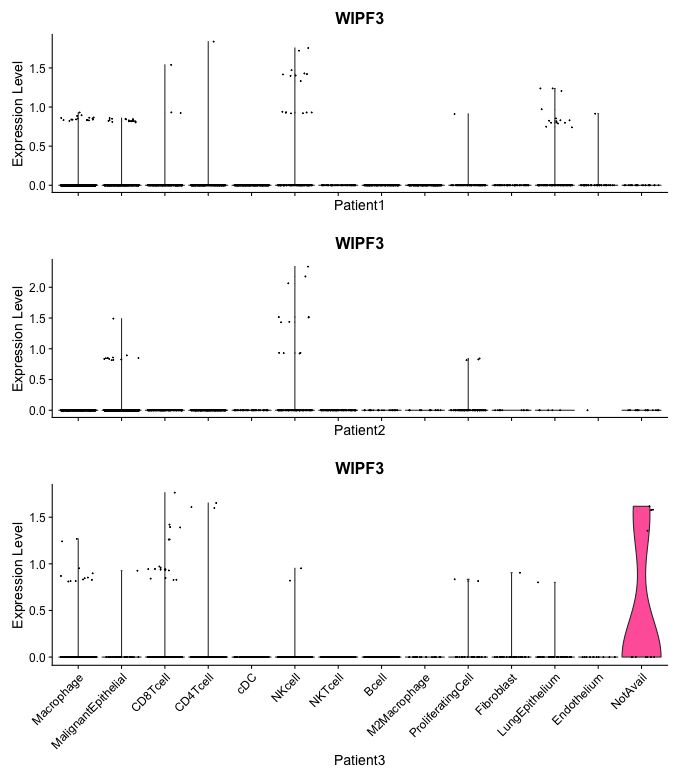 WIPF3
Expression Level
1.5
1.0
0.5
0.0
Patient1
WIPF3
Expression Level
2.0
1.5
1.0
0.5
0.0
Patient2
WIPF3
Expression Level
1.5
1.0
0.5
0.0
Macrophage
MalignantEpithelial
CD8Tcell
CD4Tcell
cDC
NKcell
NKTcell
Bcell
M2Macrophage
ProliferatingCell
Fibroblast
LungEpithelium
Endothelium
NotAvail
Patient3